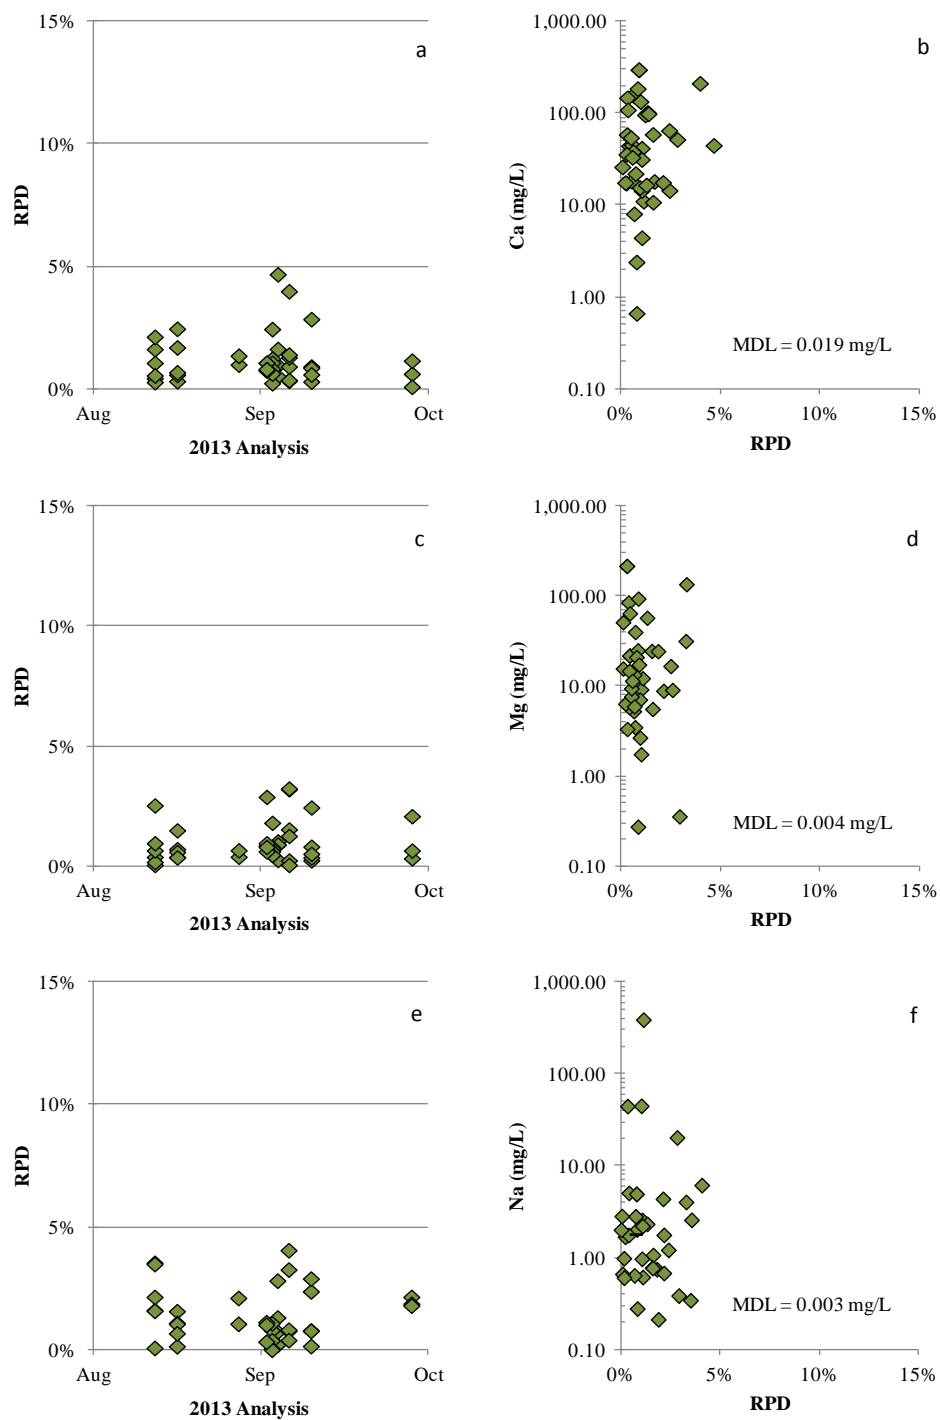 15%
a
10%
RPD
5%
0%
Aug
Sep
Oct
2013 Analysis
1,000.00
b
100.00
Ca (mg/L)
10.00
1.00
MDL = 0.019 mg/L
0.10
0%
5%
10%
15%
RPD
15%
c
10%
RPD
5%
0%
Aug
Sep
Oct
2013 Analysis
1,000.00
d
100.00
Mg (mg/L)
10.00
1.00
MDL = 0.004 mg/L
0.10
0%
5%
10%
15%
RPD
15%
e
10%
RPD
5%
0%
Aug
Sep
Oct
2013 Analysis
1,000.00
f
100.00
Na (mg/L)
10.00
1.00
MDL = 0.003 mg/L
0.10
0%
5%
10%
15%
RPD